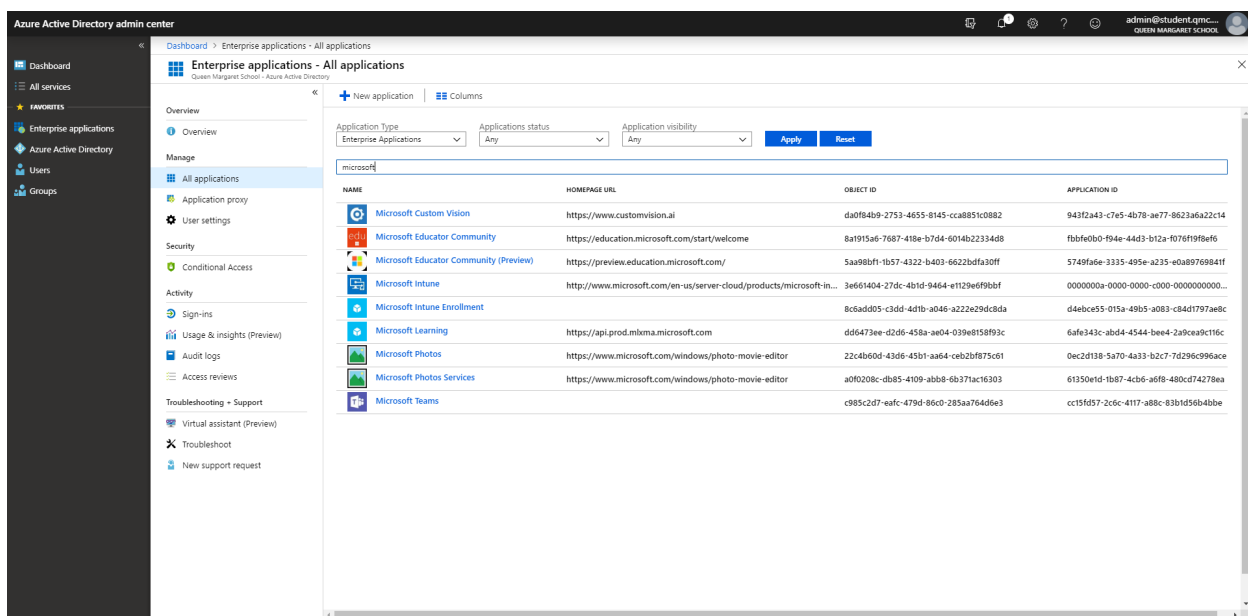 Azure Active Directory admin center
1
admin@student.qmc....
QUEEN MARGARET SCHOOL
«
Dashboard
All services
FAVORITES
Enterprise applications
Azure Active Directory
Users
Groups
Dashboard > Enterprise applications - All applications
Enterprise applications - All applications
Queen Margaret School - Azure Active Directory
«
Overview
Overview
Manage
All applications
Application proxy
User settings
Security
Conditional Access
Activity
Sign-ins
Usage & insights (Preview)
Audit logs
Access reviews
Troubleshooting + Support
Virtual assistant (Preview)
Troubleshoot
New support request
New application Columns
Application Type Applications status Application visibility
Enterprise Applications Any Any Apply Reset
microsoft
NAME HOMEPAGE URL OBJECT ID APPLICATION ID
Microsoft Custom Vision https://www.customvision.ai da0f84b9-2753-4655-8145-cca8851c0882 943f2a43-c7e5-4b78-ae77-8623a6a22c14
edu Microsoft Educator Community https://education.microsoft.com/start/welcome 8a1915a6-7687-418e-b7d4-6014b22334d8 fbbfe0b0-f94e-44d3-b12a-f076f19f8ef6
Microsoft Educator Community (Preview) https://preview.education.microsoft.com/ 5aa98bf1-1b57-4322-b403-6622bdfa30ff 5749fa6e-3335-495e-a235-e0a89769841f
Microsoft Intune http://www.microsoft.com/en-us/server-cloud/products/microsoft-in... 3e661404-27dc-4b1d-9464-e1129e6f9bbf 0000000a-0000-0000-c000-0000000000...
Microsoft Intune Enrollment 8c6add05-c3dd-4d1b-a046-a222e29dc8da d4ebce55-015a-49b5-a083-c84d1797ae8c
Microsoft Learning https://api.prod.mlxma.microsoft.com dd6473ee-d2d6-458a-ae04-039e8158f93c 6afe343c-abd4-4544-bee4-2a9cea9c116c
Microsoft Photos https://www.microsoft.com/windows/photo-movie-editor 22c4b60d-43d6-45b1-aa64-ceb2bf875c61 0ec2d138-5a70-4a33-b2c7-7d296c996ace
Microsoft Photos Services https://www.microsoft.com/windows/photo-movie-editor a0f0208c-db85-4109-abb8-6b371ac16303 61350e1d-1b87-4cb6-a6f8-480cd74278ea
Microsoft Teams c985c2d7-eafc-479d-86c0-285aa764d6e3 cc15fd57-2c6c-4117-a88c-83b1d56b4bbe